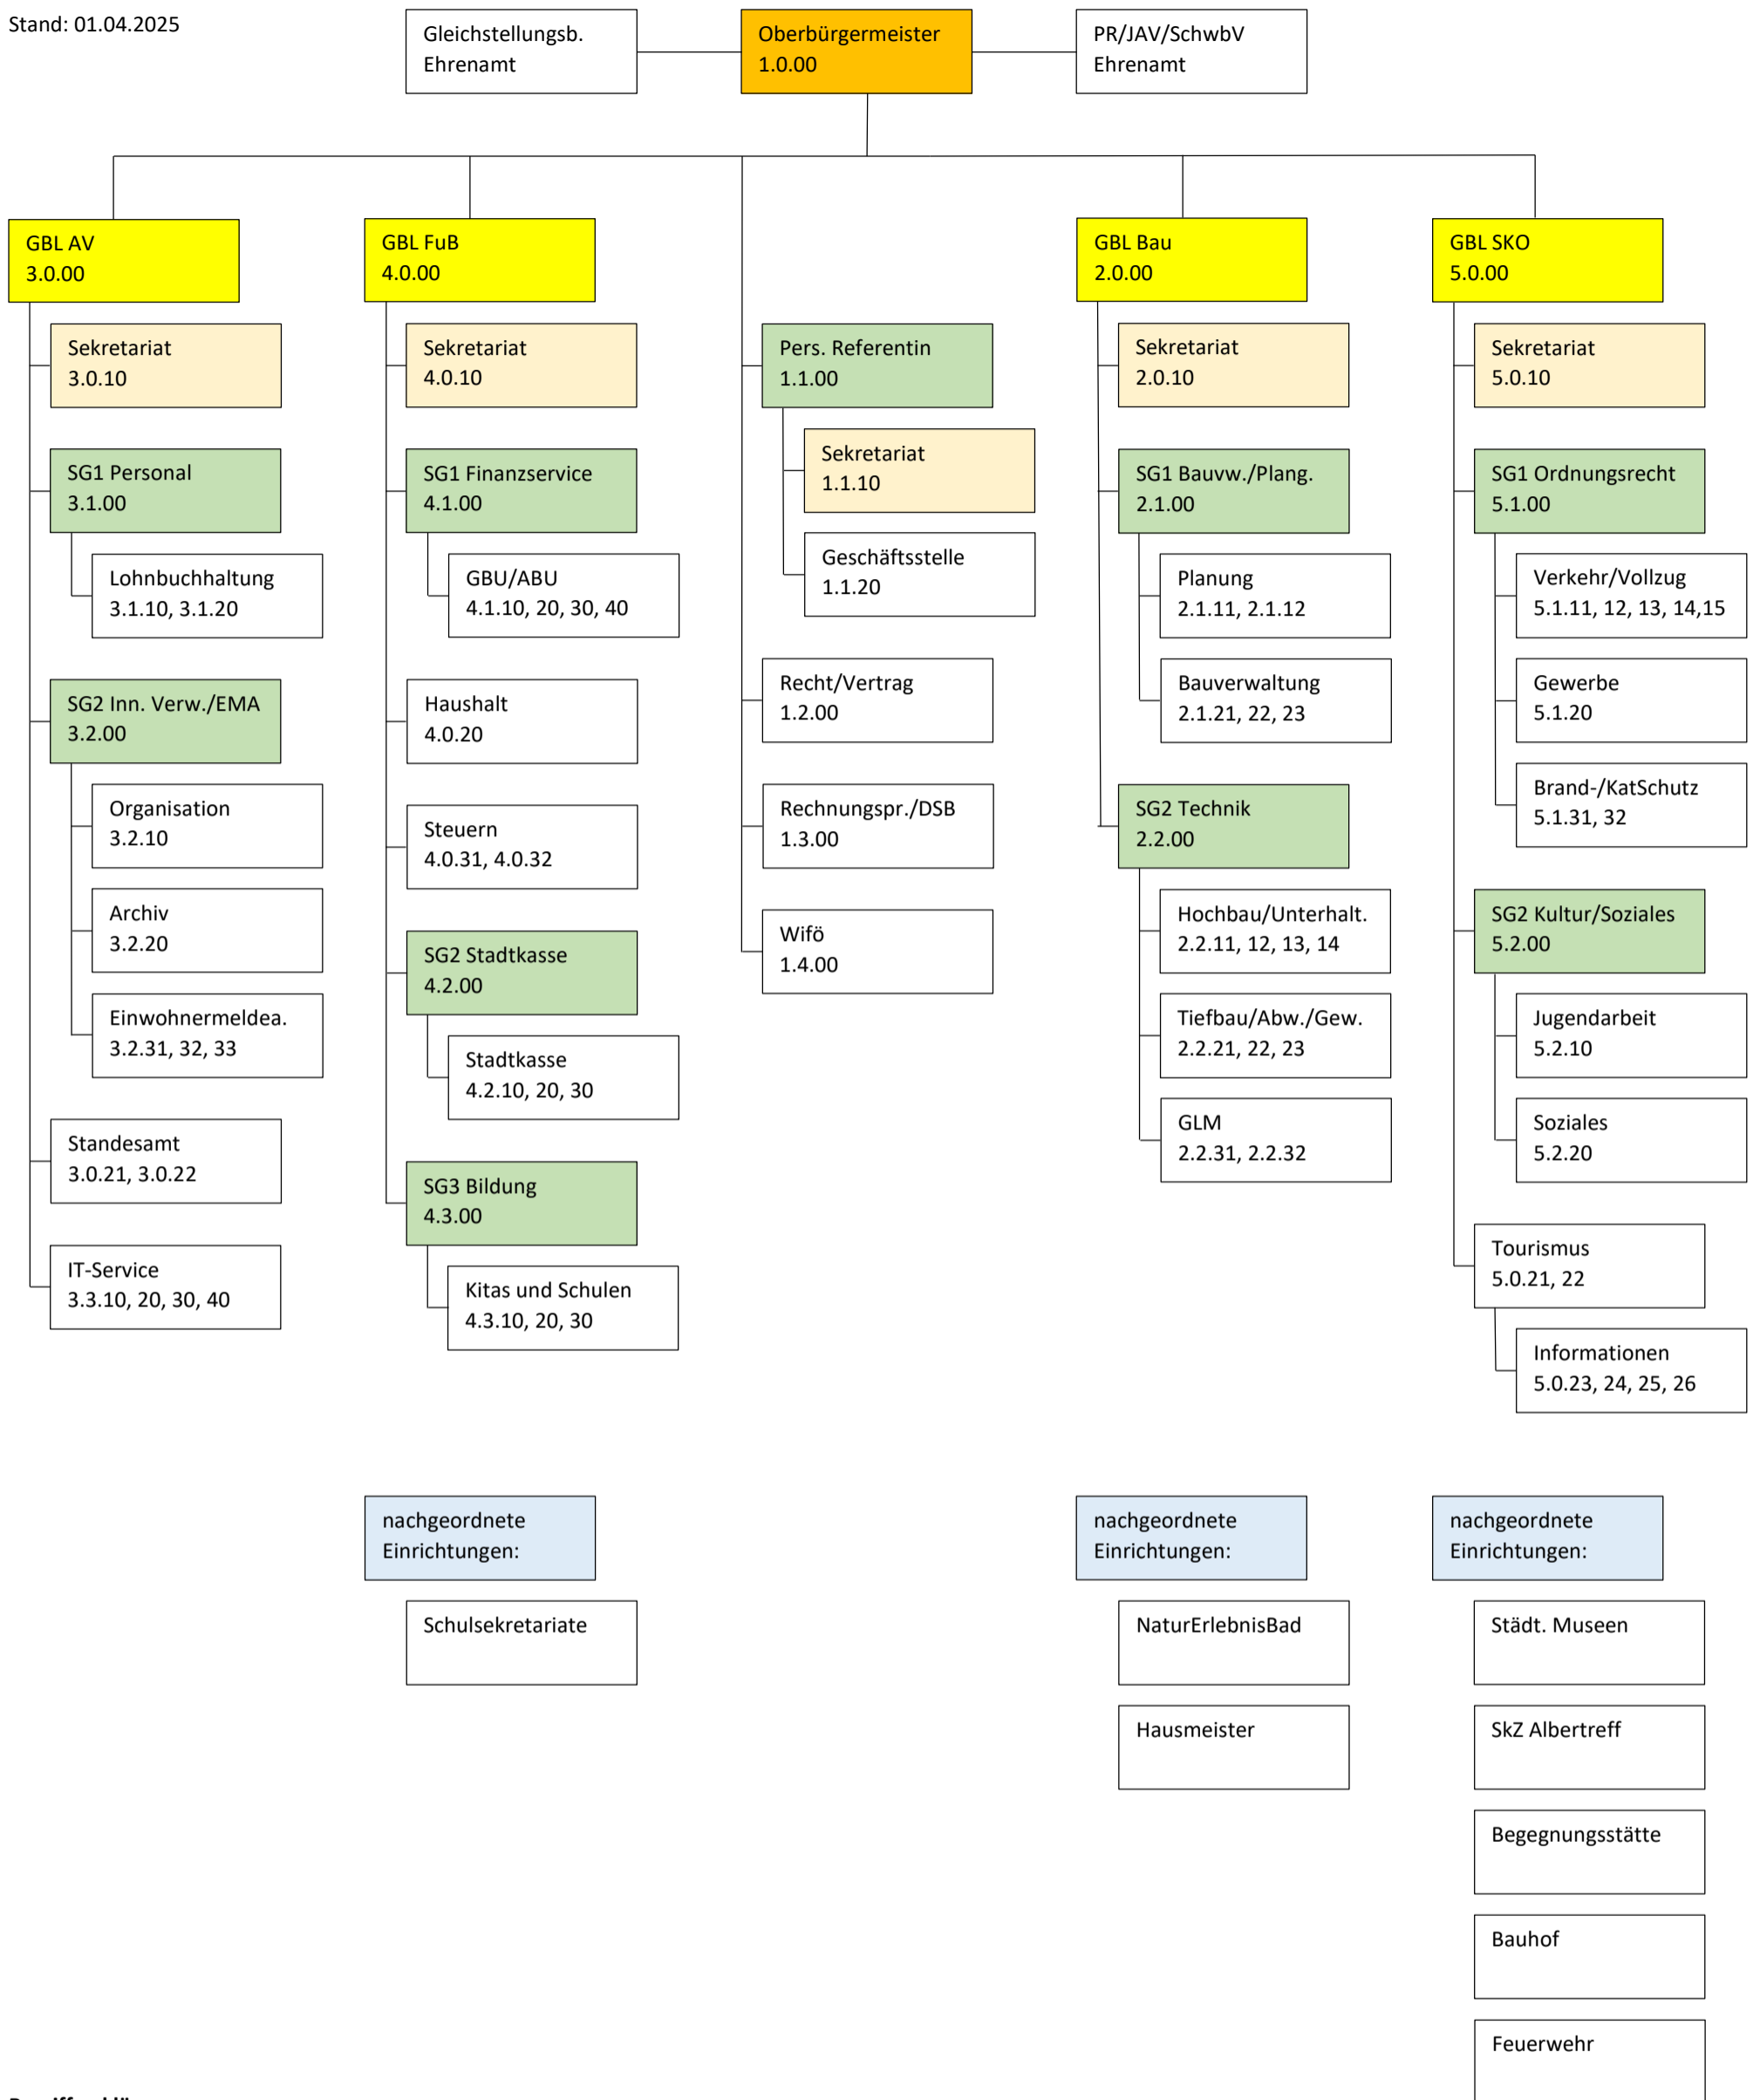 Stand: 01.04.2025
Gleichstellungsb.
Ehrenamt
Oberbürgermeister
1.0.00
PR/JAV/SchwbV
Ehrenamt
GBL AV
3.0.00
Sekretariat
3.0.10
SG1 Personal
3.1.00
Lohnbuchhaltung
3.1.10, 3.1.20
SG2 Inn. Verw./EMA
3.2.00
Organisation
3.2.10
Archiv
3.2.20
Einwohnermeldea.
3.2.31, 32, 33
Standesamt
3.0.21, 3.0.22
IT-Service
3.3.10, 20, 30, 40
GBL FuB
4.0.00
Sekretariat
4.0.10
SG1 Finanzservice
4.1.00
GBU/ABU
4.1.10, 20, 30, 40
Haushalt
4.0.20
Steuern
4.0.31, 4.0.32
SG2 Stadtkasse
4.2.00
Stadtkasse
4.2.10, 20, 30
SG3 Bildung
4.3.00
Kitas und Schulen
4.3.10, 20, 30
nachgeordnete
Einrichtungen:
Schulsekretariate
Pers. Referentin
1.1.00
Sekretariat
1.1.10
Geschäftsstelle
1.1.20
Recht/Vertrag
1.2.00
Rechnungspr./DSB
1.3.00
Wifö
1.4.00
GBL Bau
2.0.00
Sekretariat
2.0.10
SG1 Bauvw./Plang.
2.1.00
Planung
2.1.11, 2.1.12
Bauverwaltung
2.1.21, 22, 23
SG2 Technik
2.2.00
Hochbau/Unterhalt.
2.2.11, 12, 13, 14
Tiefbau/Abw./Gew.
2.2.21, 22, 23
GLM
2.2.31, 2.2.32
nachgeordnete
Einrichtungen:
NaturErlebnisBad
Hausmeister
GBL SKO
5.0.00
Sekretariat
5.0.10
SG1 Ordnungsrecht
5.1.00
Verkehr/Vollzug
5.1.11, 12, 13, 14,15
Gewerbe
5.1.20
Brand-/KatSchutz
5.1.31, 32
SG2 Kultur/Soziales
5.2.00
Jugendarbeit
5.2.10
Soziales
5.2.20
Tourismus
5.0.21, 22
Informationen
5.0.23, 24, 25, 26
nachgeordnete
Einrichtungen:
Städt. Museen
SkZ Albertreff
Begegnungsstätte
Bauhof
Feuerwehr